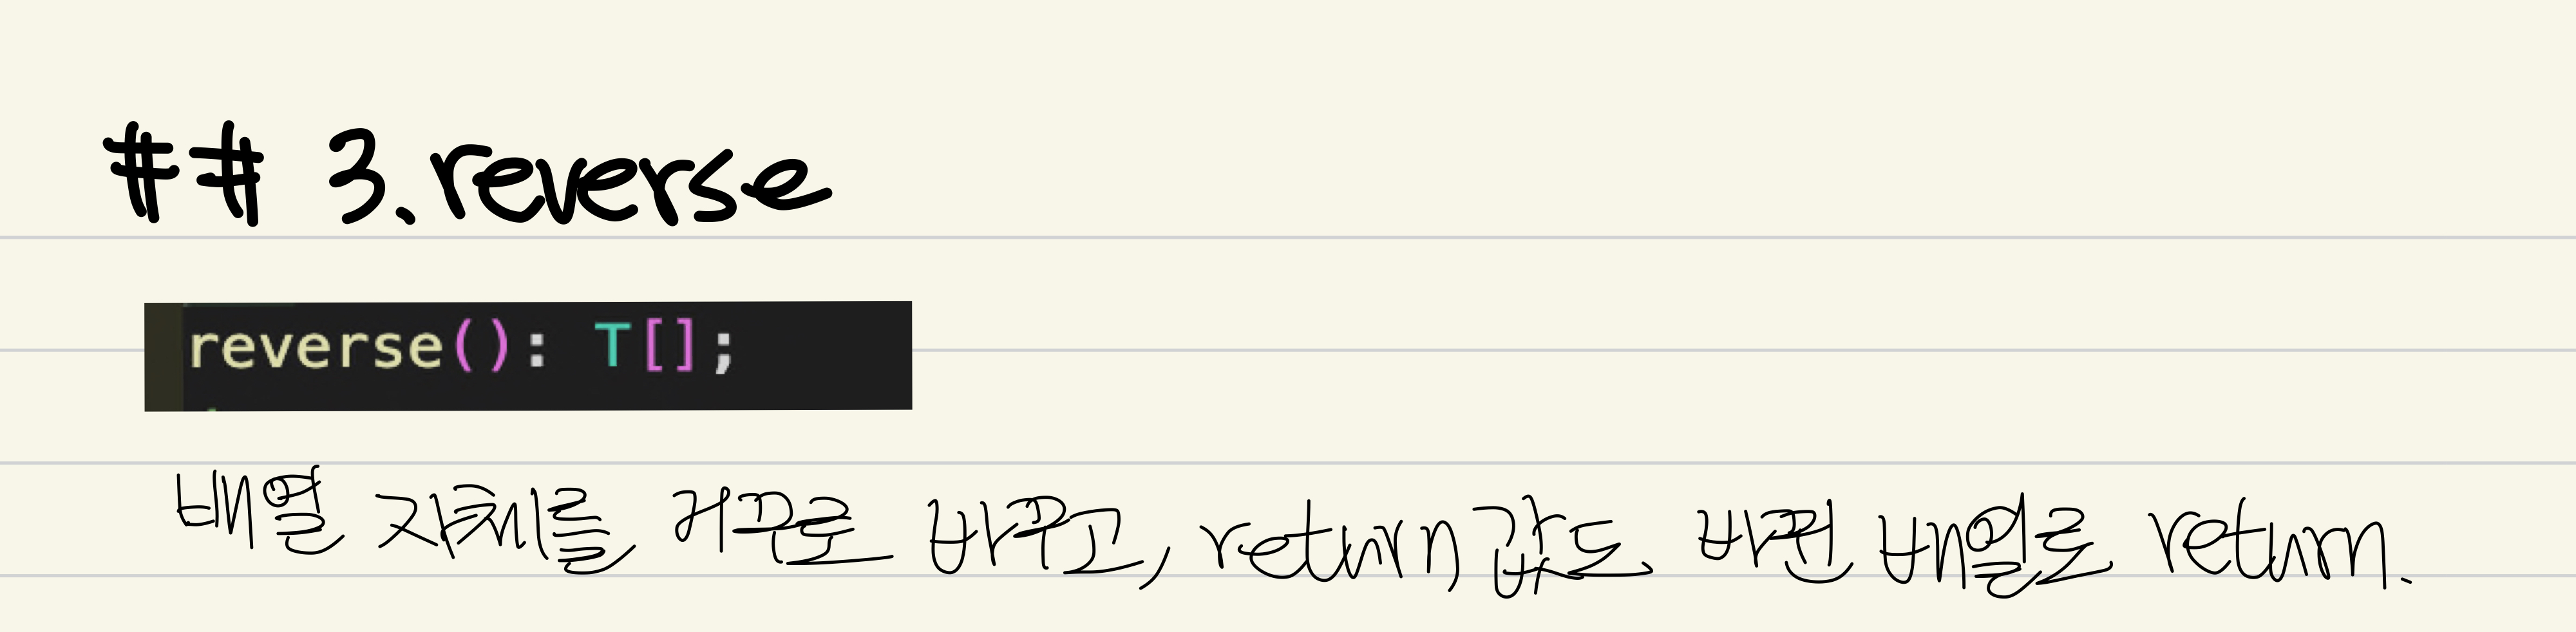 ## 3. reverse
reverse(): T[];
배열 자체를 거꾸로 바꾸고, return 값도 바뀐 배열로 return.